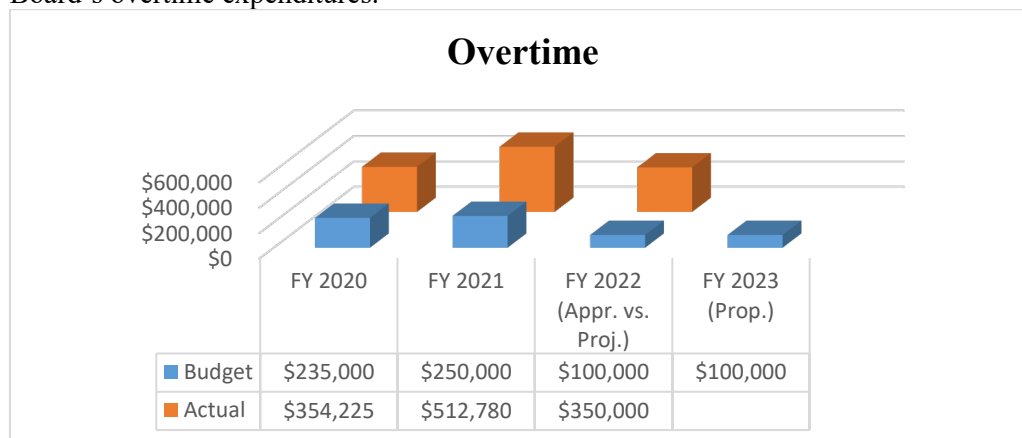 Board's overtime expenditures.
Overtime
$600,000
$400,000
$200,000
$0
FY 2020 FY 2021 FY 2022 (Appr. vs. Proj.) FY 2023 (Prop.)
Budget $235,000 $250,000 $100,000 $100,000
Actual $354,225 $512,780 $350,000